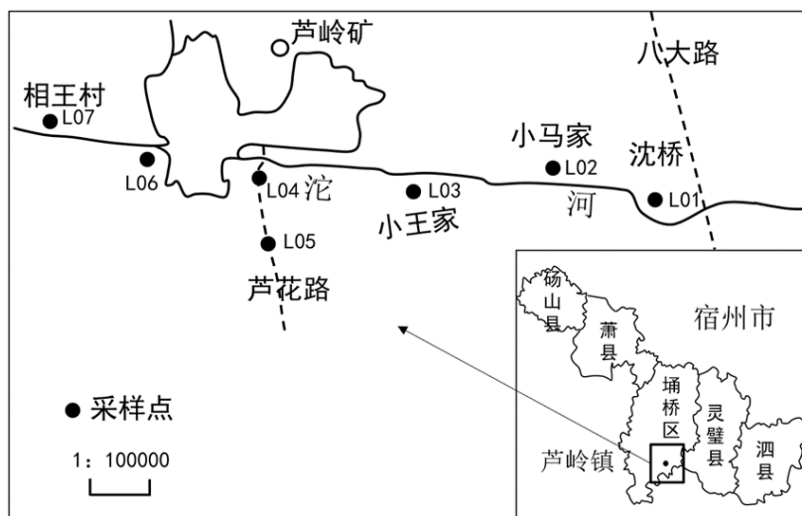 芦岭矿
八大路
相王村
L07
小马家
L02
沈桥
L06
L04
沱
L03
河
L01
小王家
L05
芦花路
砀
山
县
萧
县
宿州市
采样点
埇
桥
区
灵
璧
县
泗
县
芦岭镇
1：100000